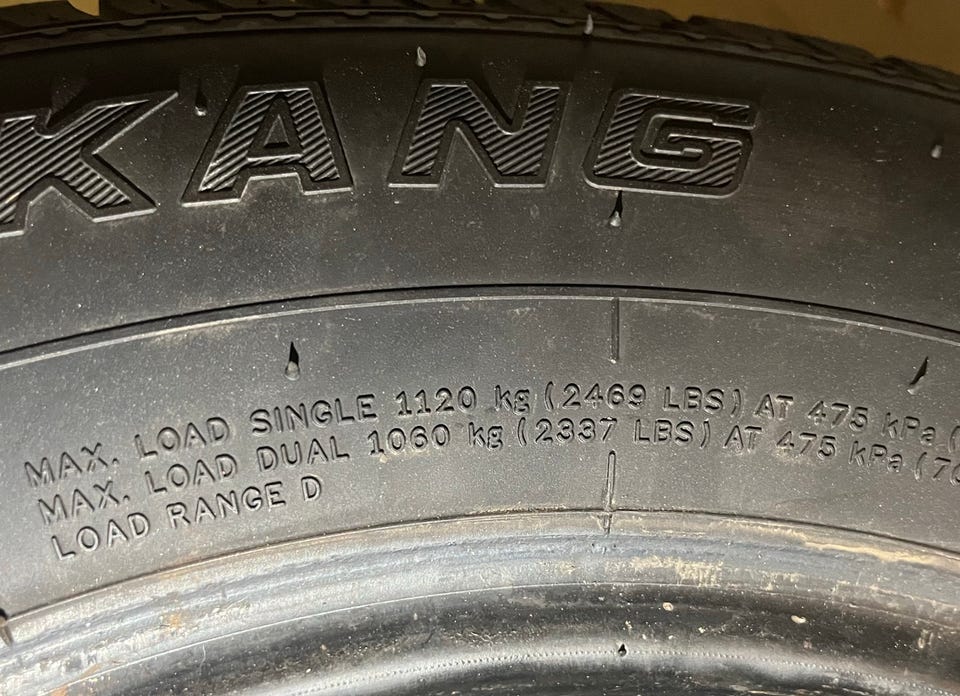 KANG
MAX. LOAD SINGLE 1120 kg (2469 LBS) AT 475 kPa (
MAX. LOAD DUAL 1060 kg (2337 LBS) AT 475 kPa (70
LOAD RANGE D